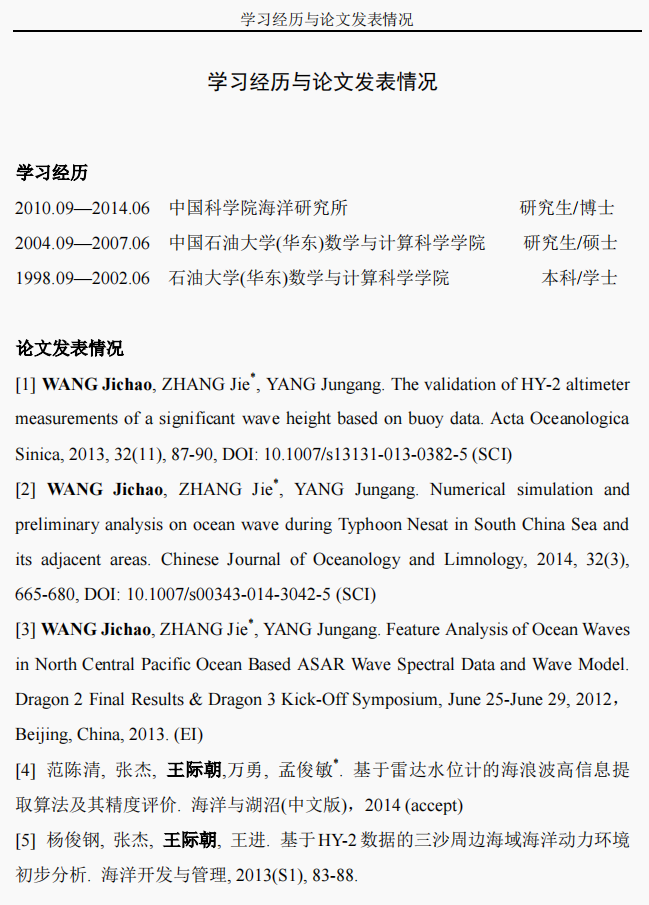 学习经历与论文发表情况
学习经历与论文发表情况
学习经历
2010.09—2014.06 中国科学院海洋研究所 研究生/博士
2004.09—2007.06 中国石油大学(华东)数学与计算科学学院 研究生/硕士
1998.09—2002.06 石油大学(华东)数学与计算科学学院 本科/学士
论文发表情况
[1] WANG Jichao, ZHANG Jie*, YANG Jungang. The validation of HY-2 altimeter
measurements of a significant wave height based on buoy data. Acta Oceanologica
Sinica, 2013, 32(11), 87-90, DOI: 10.1007/s13131-013-0382-5 (SCI)
[2] WANG Jichao, ZHANG Jie*, YANG Jungang. Numerical simulation and
preliminary analysis on ocean wave during Typhoon Nesat in South China Sea and
its adjacent areas. Chinese Journal of Oceanology and Limnology, 2014, 32(3),
665-680, DOI: 10.1007/s00343-014-3042-5 (SCI)
[3] WANG Jichao, ZHANG Jie*, YANG Jungang. Feature Analysis of Ocean Waves
in North Central Pacific Ocean Based ASAR Wave Spectral Data and Wave Model.
Dragon 2 Final Results & Dragon 3 Kick-Off Symposium, June 25-June 29, 2012，
Beijing, China, 2013. (EI)
[4] 范陈清, 张杰, 王际朝,万勇, 孟俊敏*. 基于雷达水位计的海浪波高信息提
取算法及其精度评价. 海洋与湖沼(中文版)，2014 (accept)
[5] 杨俊钢, 张杰, 王际朝, 王进. 基于HY-2数据的三沙周边海域海洋动力环境
初步分析. 海洋开发与管理, 2013(S1), 83-88.